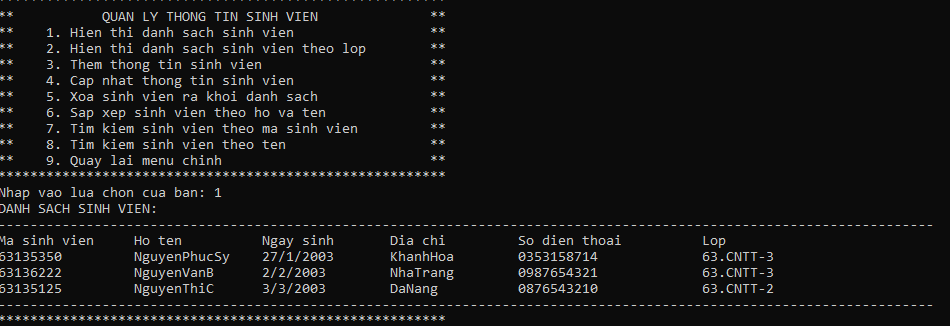 *********************************************************
** QUAN LY THONG TIN SINH VIEN **
** 1. Hien thi danh sach sinh vien **
** 2. Hien thi danh sach sinh vien theo lop **
** 3. Them thong tin sinh vien **
** 4. Cap nhat thong tin sinh vien **
** 5. Xoa sinh vien ra khoi danh sach **
** 6. Sap xep sinh vien theo ho va ten **
** 7. Tim kiem sinh vien theo ma sinh vien **
** 8. Tim kiem sinh vien theo ten **
** 9. Quay lai menu chinh **
*********************************************************
Nhap vao lua chon cua ban: 1
DANH SACH SINH VIEN:
---------------------------------------------------------------------------------------------------------------------
Ma sinh vien Ho ten Ngay sinh Dia chi So dien thoai Lop
63135350 NguyenPhucSy 27/1/2003 KhanhHoa 0353158714 63.CNTT-3
63136222 NguyenVanB 2/2/2003 NhaTrang 0987654321 63.CNTT-3
63135125 NguyenThiC 3/3/2003 DaNang 0876543210 63.CNTT-2
---------------------------------------------------------------------------------------------------------------------
*********************************************************